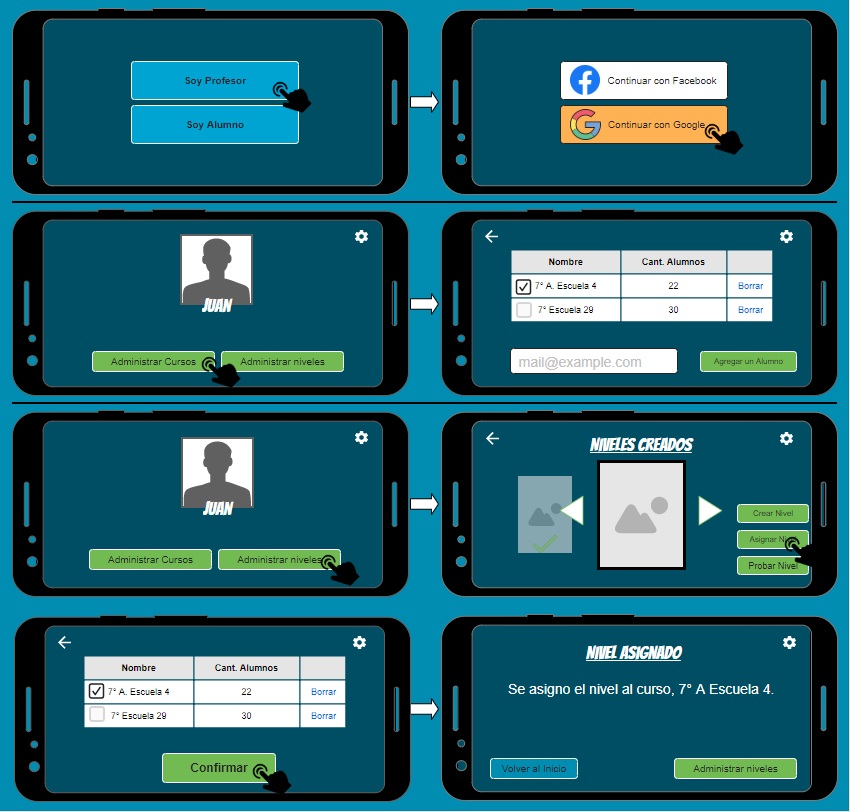 Soy Profesor
Soy Alumno
Continuar con Facebook
Continuar con Google
JUAN
Administrar Cursos
Administrar niveles
Nombre Cant. Alumnos
7° A. Escuela 4 22 Borrar
7° Escuela 29 30 Borrar
mail@example.com
Agregar un Alumno
JUAN
Administrar Cursos
Administrar niveles
NIVELES CREADOS
Crear Nivel
Asignar Nivel
Probar Nivel
Nombre Cant. Alumnos
7° A. Escuela 4 22 Borrar
7° Escuela 29 30 Borrar
Confirmar
NIVEL ASIGNADO
Se asigno el nivel al curso, 7° A Escuela 4.
Volver al Inicio
Administrar niveles